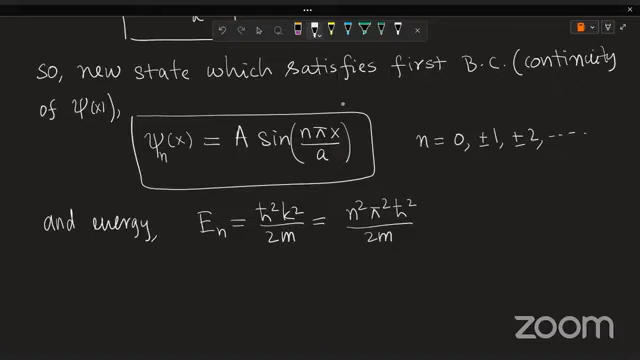 a
so, new state which satisfies first B.C. (continuity
of ψ(x)),
ψₙ(x) = A sin(nπx/a)    n = 0, ±1, ±2, ----
and energy, Eₙ = ħ²k²/2m = n²π²ħ²/2m
zoom